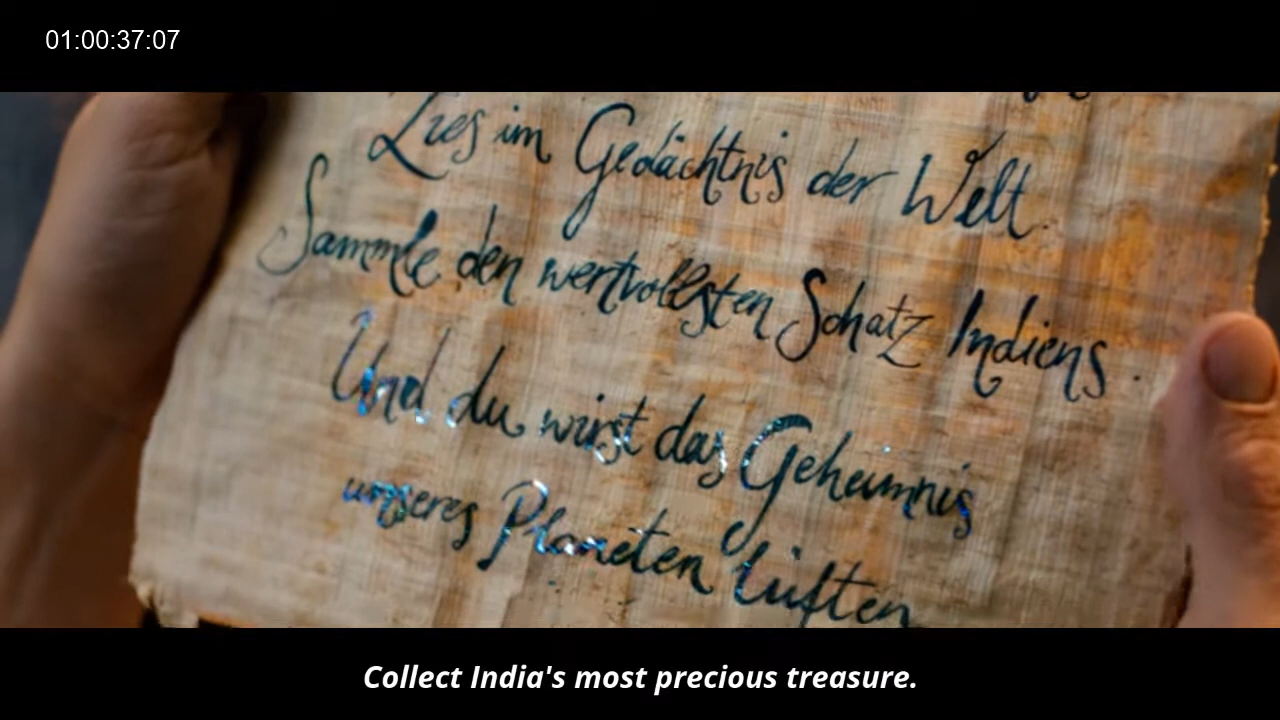 01:00:37:07
Lies im Gedächtnis der Welt.
Sammle den wertvollsten Schatz Indiens.
Und du wirst das Geheimnis
unseres Planeten lüften
Collect India's most precious treasure.